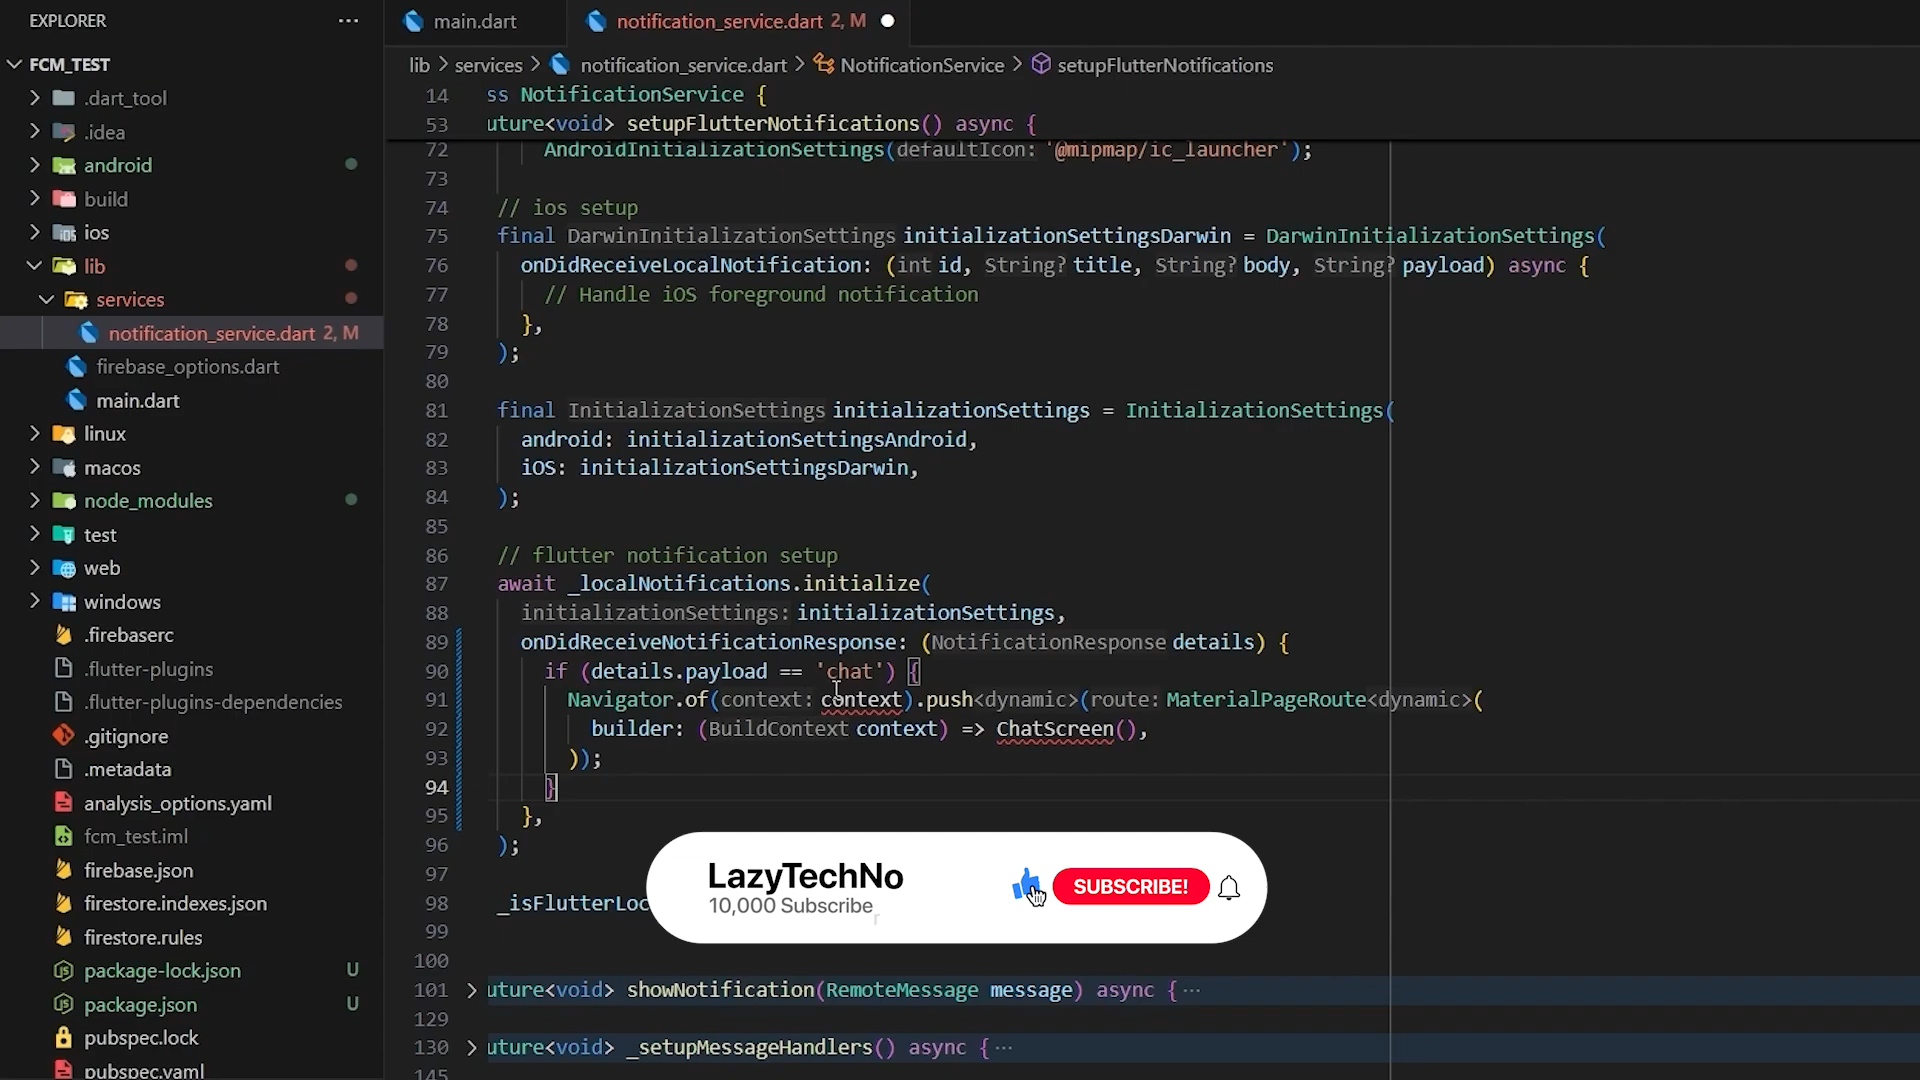 EXPLORER
FCM_TEST
.dart_tool
.idea
android
build
ios
lib
services
notification_service.dart 2, M
firebase_options.dart
main.dart
linux
macos
node_modules
test
web
windows
.firebaserc
.flutter-plugins
.flutter-plugins-dependencies
.gitignore
.metadata
analysis_options.yaml
fcm_test.iml
firebase.json
firestore.indexes.json
firestore.rules
package-lock.json U
package.json U
pubspec.lock
pubspec.yaml
main.dart
notification_service.dart 2, M
lib > services > notification_service.dart > NotificationService > setupFlutterNotifications
14 ss NotificationService {
53 uture<void> setupFlutterNotifications() async {
72 AndroidInitializationSettings(defaultIcon: '@mipmap/ic_launcher');
73
74 // ios setup
75 final DarwinInitializationSettings initializationSettingsDarwin = DarwinInitializationSettings(
76 onDidReceiveLocalNotification: (int id, String? title, String? body, String? payload) async {
77 // Handle iOS foreground notification
78 },
79 );
80
81 final InitializationSettings initializationSettings = InitializationSettings(
82 android: initializationSettingsAndroid,
83 iOS: initializationSettingsDarwin,
84 );
85
86 // flutter notification setup
87 await _localNotifications.initialize(
88 initializationSettings: initializationSettings,
89 onDidReceiveNotificationResponse: (NotificationResponse details) {
90 if (details.payload == 'chat') {
91 Navigator.of(context: context).push<dynamic>(route: MaterialPageRoute<dynamic>(
92 builder: (BuildContext context) => ChatScreen(),
93 ));
94 }
95 },
96 );
97
98 _isFlutterLoc
99
100
101 uture<void> showNotification(RemoteMessage message) async { ···
129
130 uture<void> _setupMessageHandlers() async { ···
145
LazyTechNo
10,000 Subscriber
SUBSCRIBE!